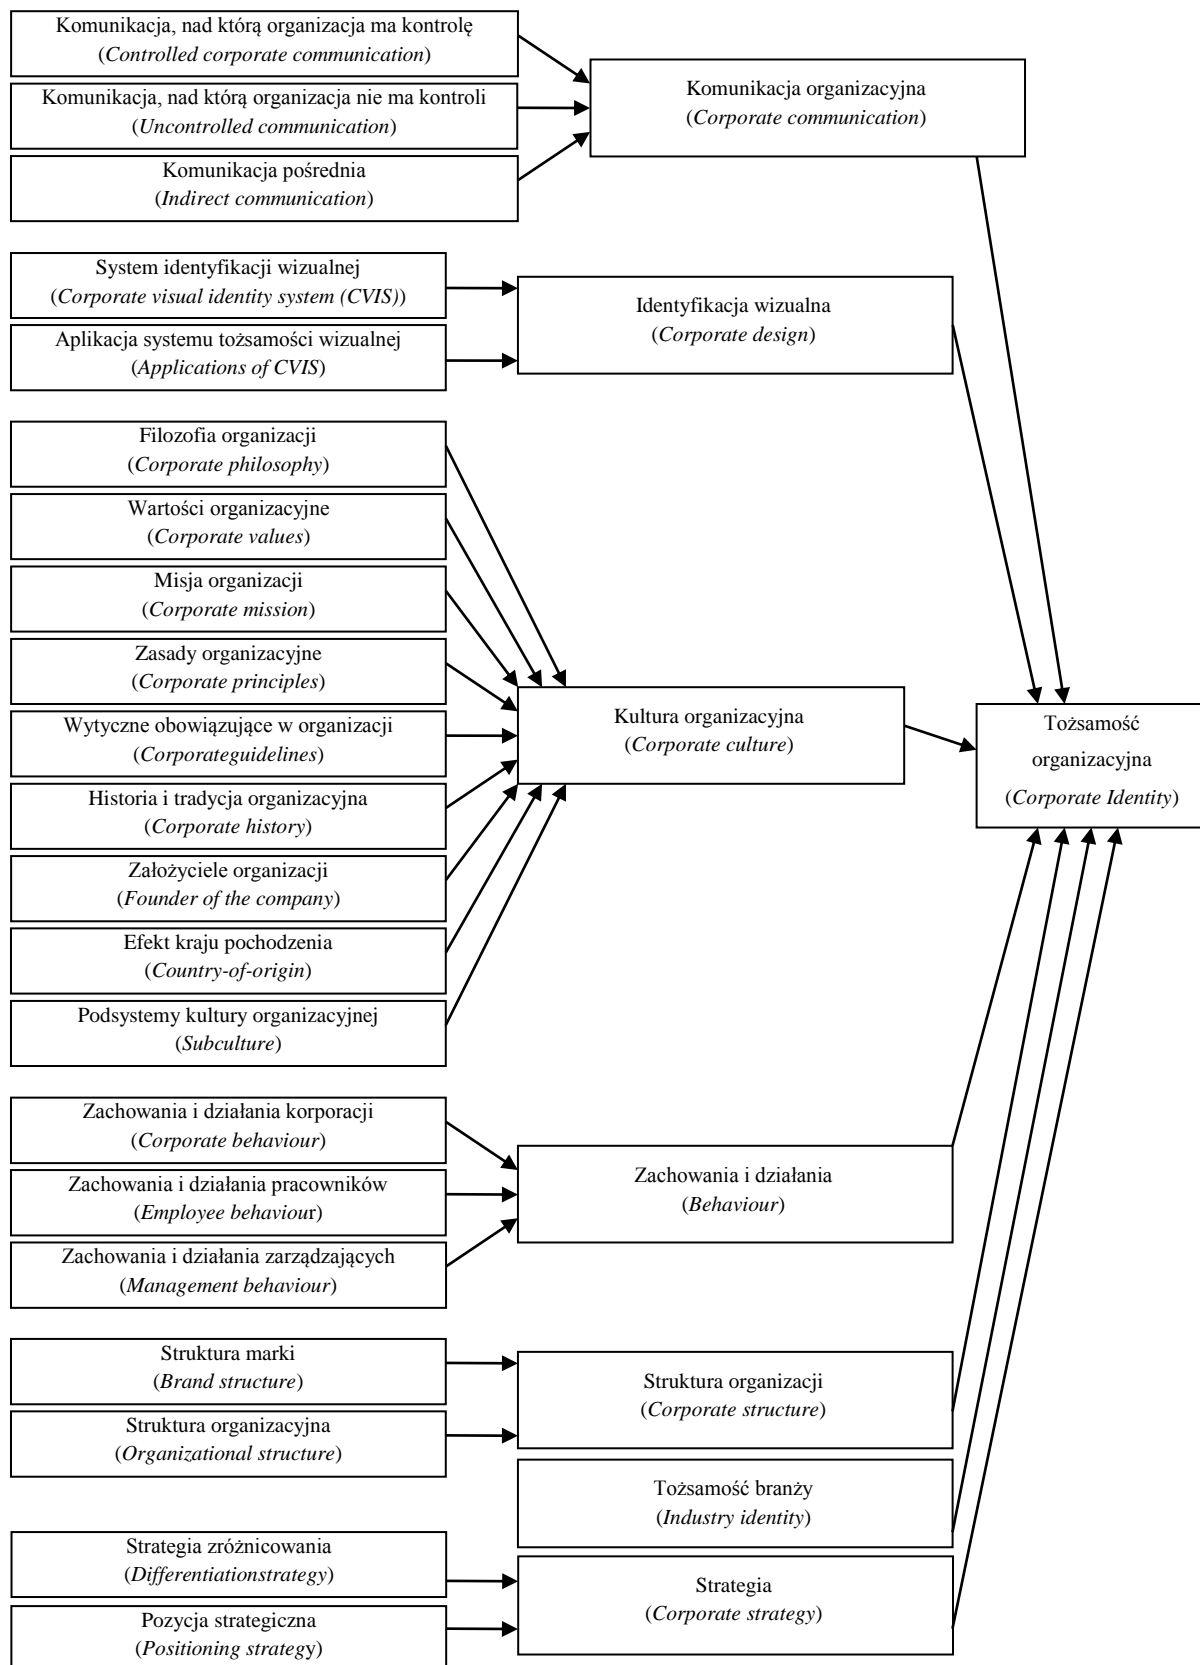 Komunikacja, nad którą organizacja ma kontrolę
(Controlled corporate communication)
Komunikacja, nad którą organizacja nie ma kontroli
(Uncontrolled communication)
Komunikacja pośrednia
(Indirect communication)
Komunikacja organizacyjna
(Corporate communication)
System identyfikacji wizualnej
(Corporate visual identity system (CVIS))
Aplikacja systemu tożsamości wizualnej
(Applications of CVIS)
Identyfikacja wizualna
(Corporate design)
Filozofia organizacji
(Corporate philosophy)
Wartości organizacyjne
(Corporate values)
Misja organizacji
(Corporate mission)
Zasady organizacyjne
(Corporate principles)
Wytyczne obowiązujące w organizacji
(Corporateguidelines)
Historia i tradycja organizacyjna
(Corporate history)
Założyciele organizacji
(Founder of the company)
Efekt kraju pochodzenia
(Country-of-origin)
Podsystemy kultury organizacyjnej
(Subculture)
Kultura organizacyjna
(Corporate culture)
Tożsamość
organizacyjna
(Corporate Identity)
Zachowania i działania korporacji
(Corporate behaviour)
Zachowania i działania pracowników
(Employee behaviour)
Zachowania i działania zarządzających
(Management behaviour)
Zachowania i działania
(Behaviour)
Struktura marki
(Brand structure)
Struktura organizacyjna
(Organizational structure)
Struktura organizacji
(Corporate structure)
Tożsamość branży
(Industry identity)
Strategia zróżnicowania
(Differentiationstrategy)
Pozycja strategiczna
(Positioning strategy)
Strategia
(Corporate strategy)